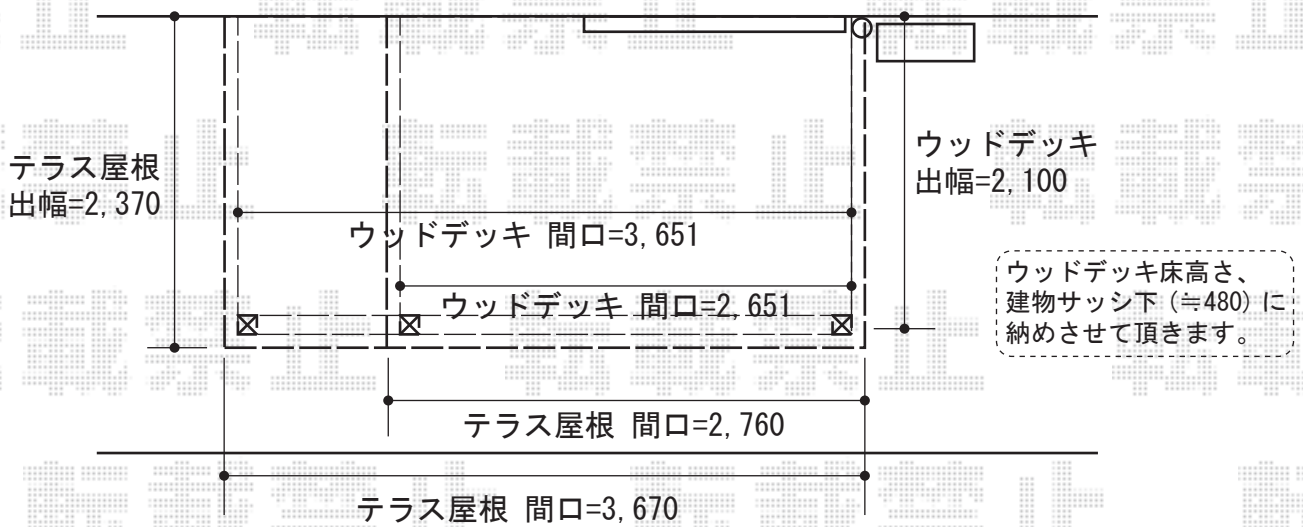 テラス屋根
出幅=2,370
ウッドデッキ
出幅=2,100
ウッドデッキ 間口=3,651
ウッドデッキ 間口=2,651
ウッドデッキ床高さ、
建物サッシ下(≒480)に
納めさせて頂きます。
テラス屋根 間口=2,760
テラス屋根 間口=3,670
転載禁止